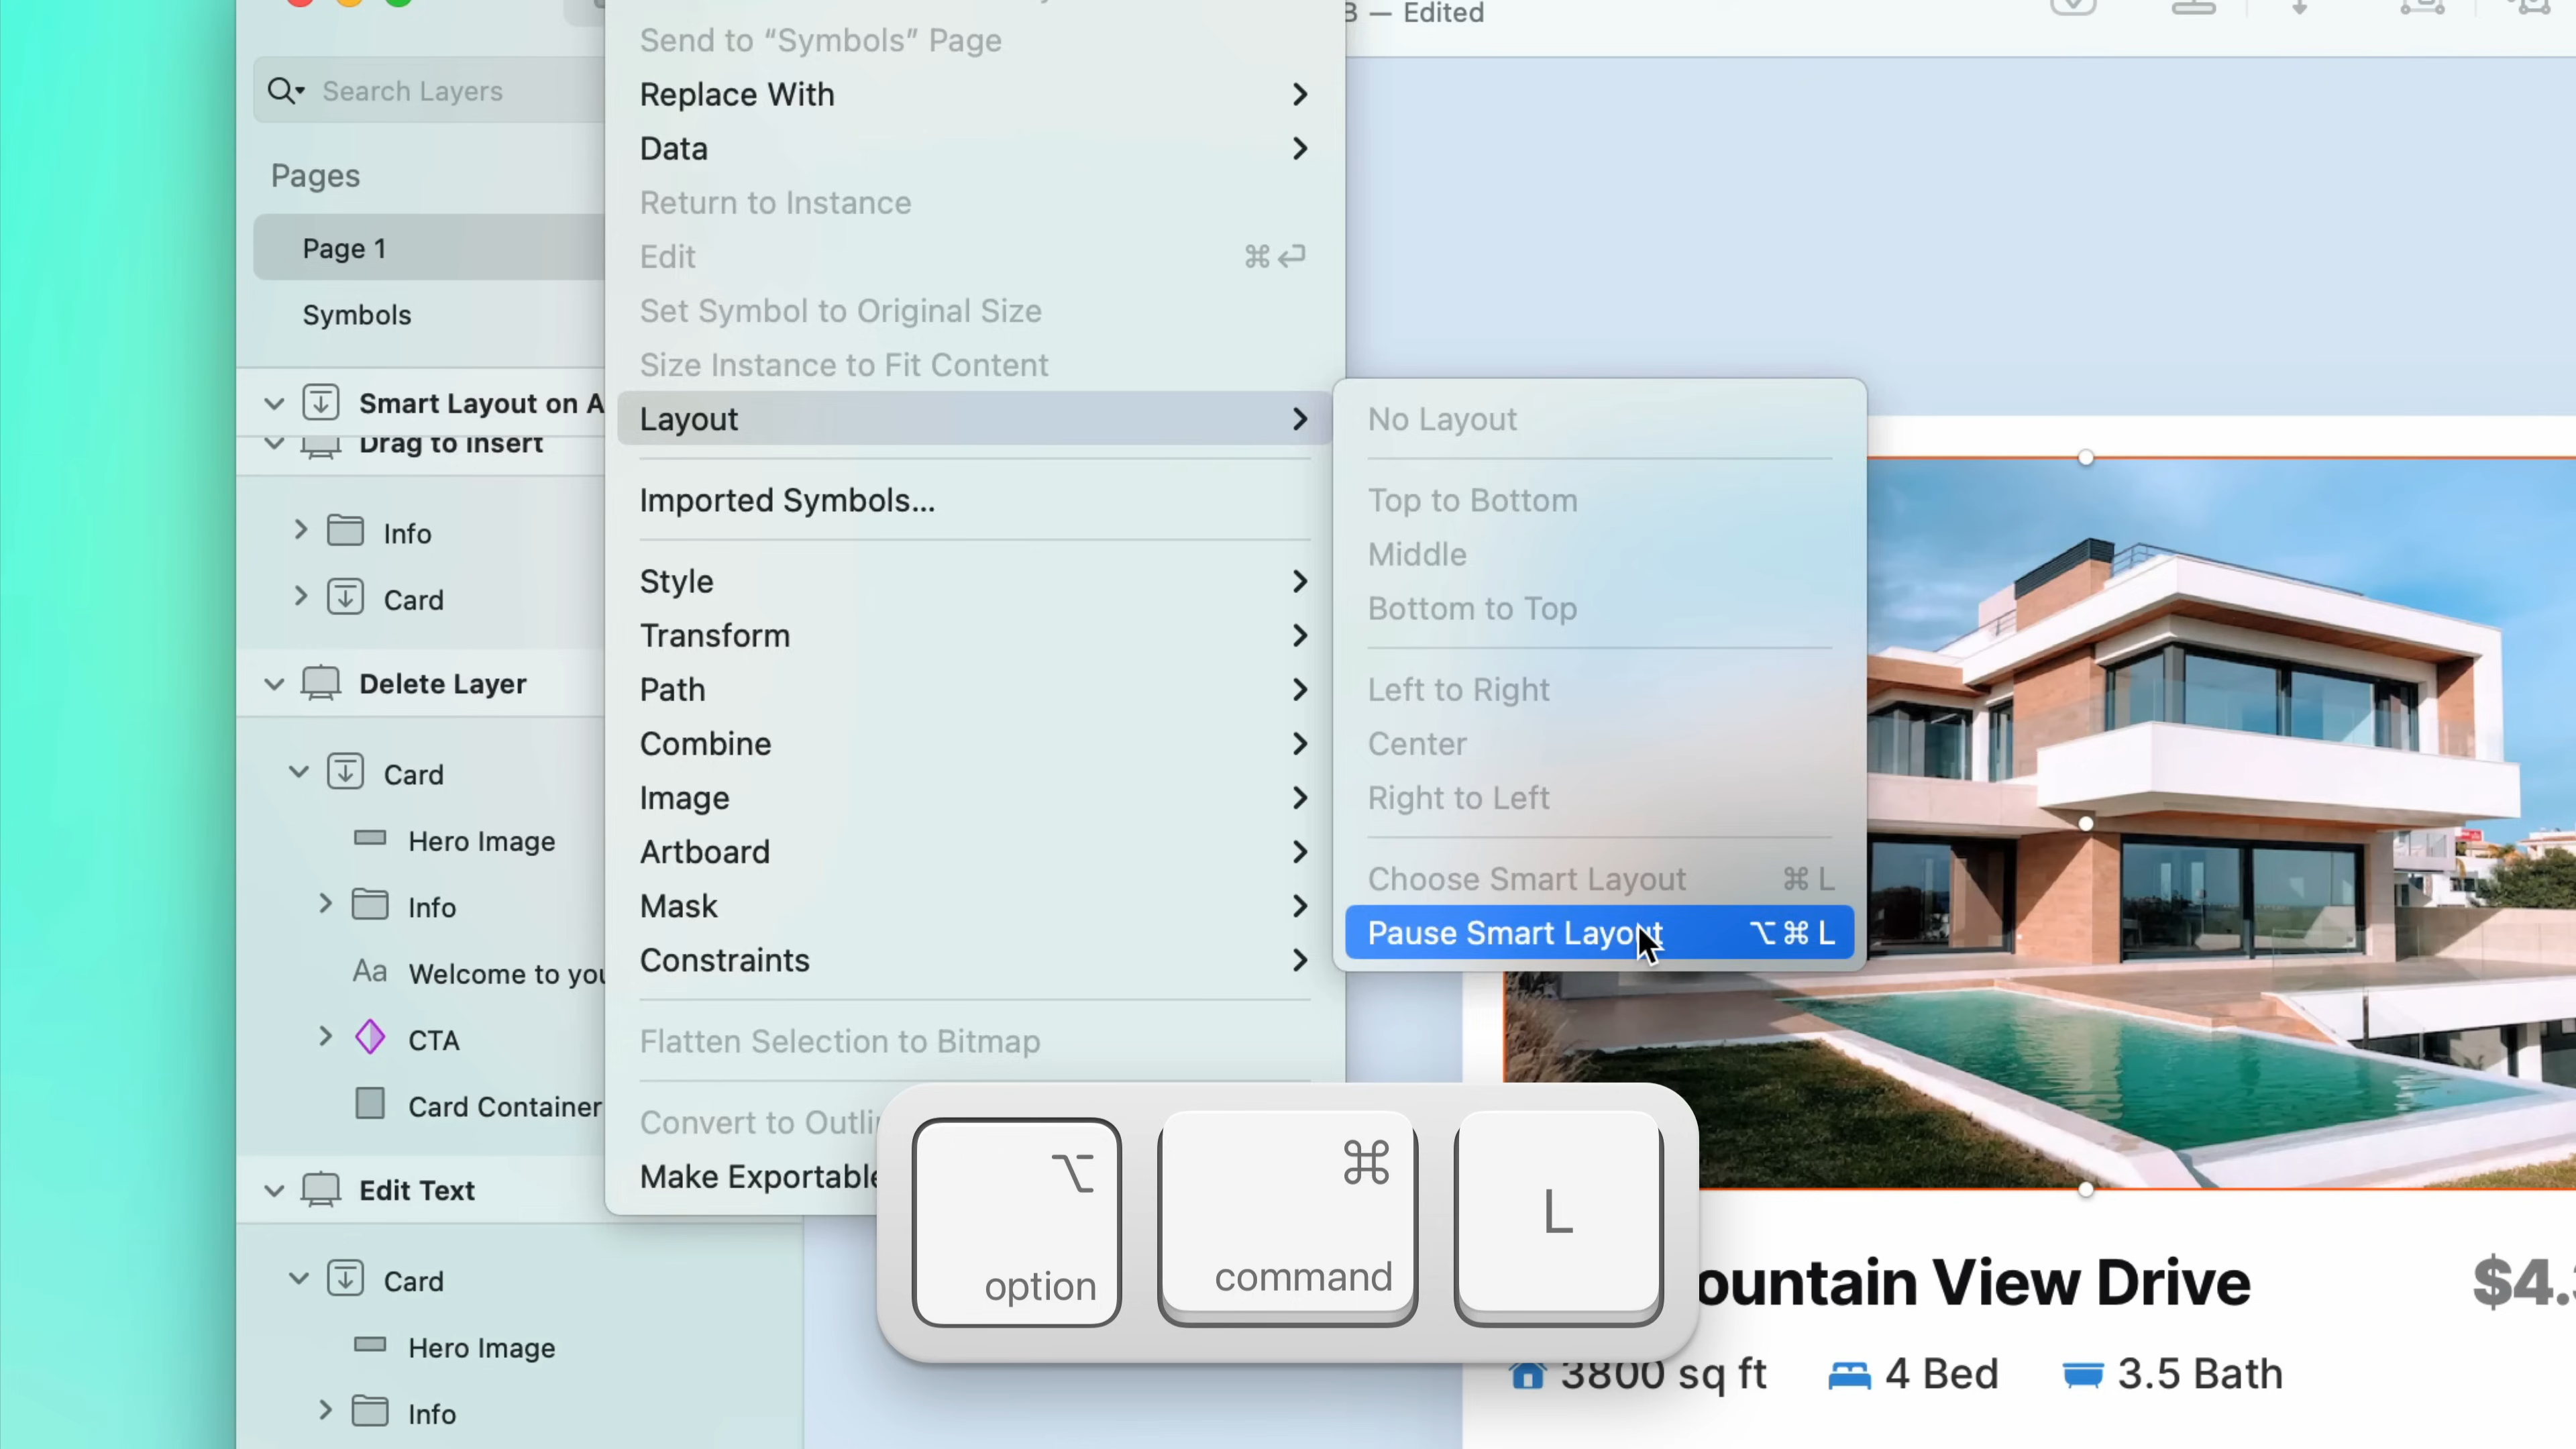 B — Edited
Search Layers
Pages
Page 1
Symbols
Smart Layout on A
Drag to Insert
Info
Card
Delete Layer
Card
Hero Image
Info
Aa Welcome to you
CTA
Card Container
Edit Text
Card
Hero Image
Info
Send to “Symbols” Page
Replace With
Data
Return to Instance
Edit ⌘↩
Set Symbol to Original Size
Size Instance to Fit Content
Layout
Imported Symbols...
Style
Transform
Path
Combine
Image
Artboard
Mask
Constraints
Flatten Selection to Bitmap
Convert to Outli
Make Exportable
No Layout
Top to Bottom
Middle
Bottom to Top
Left to Right
Center
Right to Left
Choose Smart Layout ⌘ L
Pause Smart Layout ⌥ ⌘ L
⌥
option
⌘
command
L
ountain View Drive
$4.
3800 sq ft
4 Bed
3.5 Bath